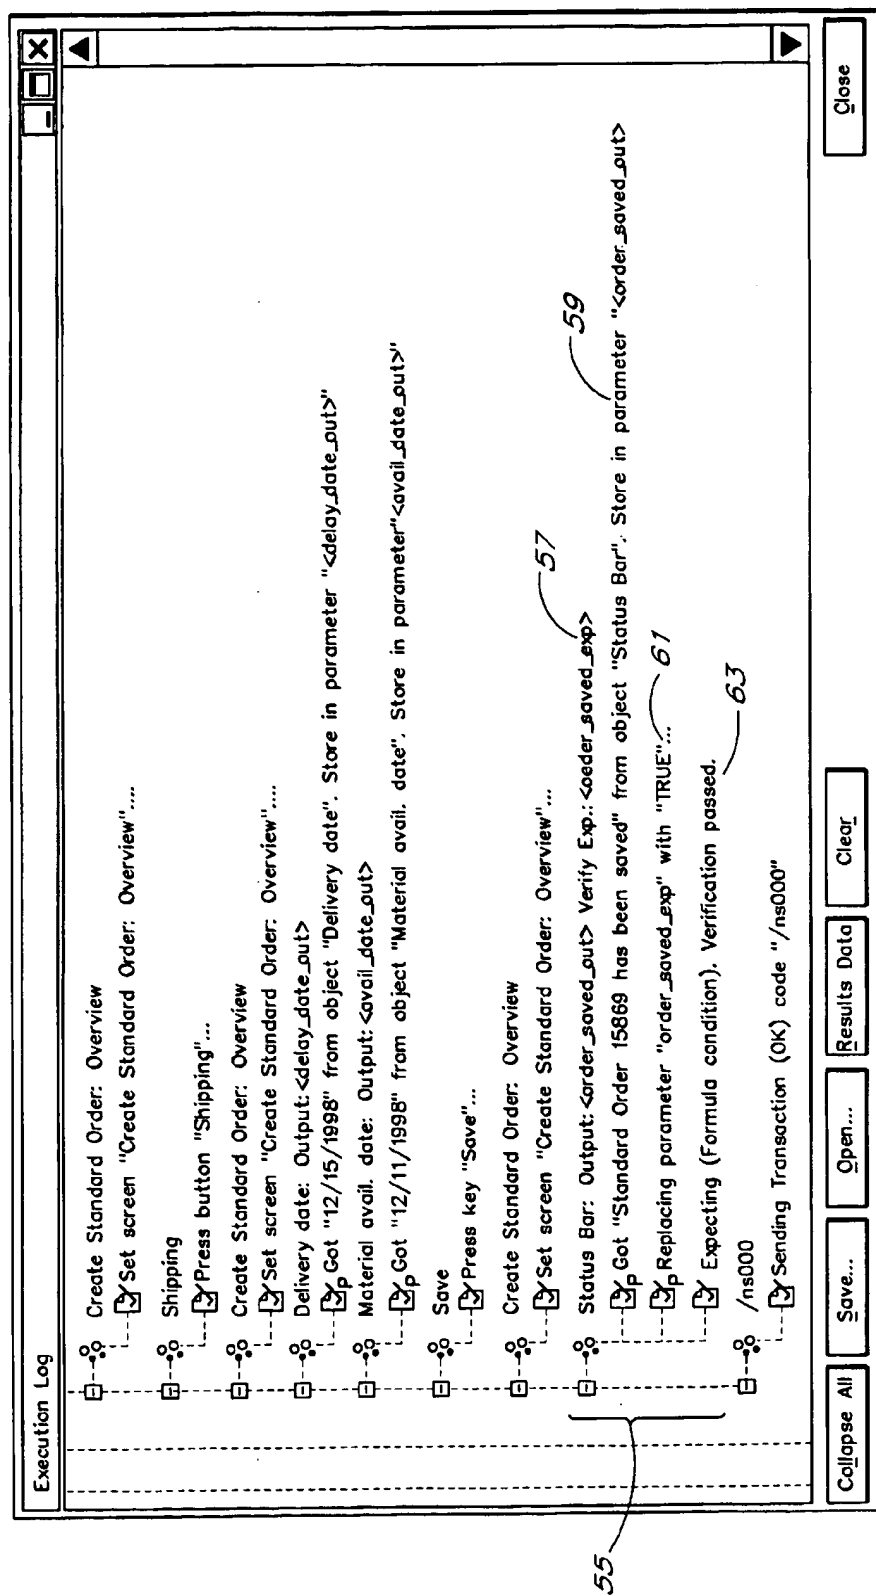 Execution Log
Create Standard Order: Overview
Set screen "Create Standard Order: Overview"....
Shipping
Press button "Shipping"...
Create Standard Order: Overview
Set screen "Create Standard Order: Overview"...
Delivery date: Output:<delay_date_out>
p Got "12/15/1998" from object "Delivery date". Store in parameter "<delay_date_out>"
Material avail. date: Output:<avail_date_out>
p Got "12/11/1998" from object "Material avail. date". Store in parameter"<avail_date_out>"
Save
Press key "Save"...
Create Standard Order: Overview
Set screen "Create Standard Order: Overview"...
Status Bar: Output:<order_saved_out> Verify Exp.:<oeder_saved_exp> 57
p Got "Standard Order 15869 has been saved" from object "Status Bar". Store in parameter "<order_saved_out> 59
p Replacing parameter "order_saved_exp" with "TRUE"... 61
Expecting (Formula condition). Verification passed. 63
55
/ns000
Sending Transaction (OK) code "/ns000"
Collapse All Save... Open... Results Data Clear Close